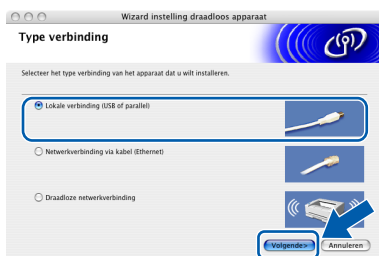 Wizard instelling draadloos apparaat
Type verbinding
Selecteer het type verbinding van het apparaat dat u wilt installeren.
Lokale verbinding (USB of parallel)
Netwerkverbinding via kabel (Ethernet)
Draadloze netwerkverbinding
Volgende> Annuleren